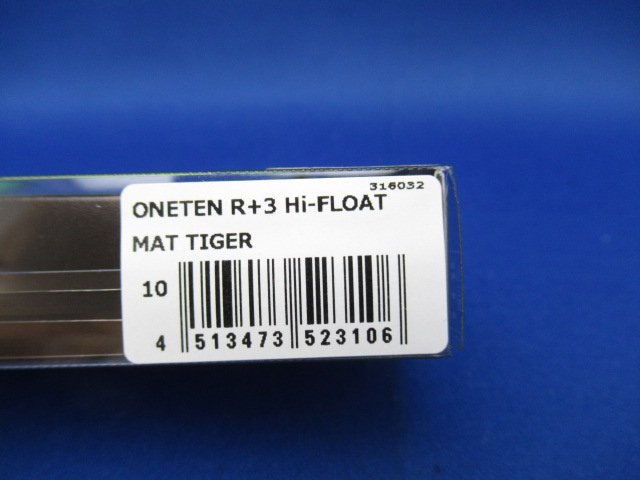 316032
ONETEN R+3 Hi-FLOAT
MAT TIGER
10
4 513473 523106